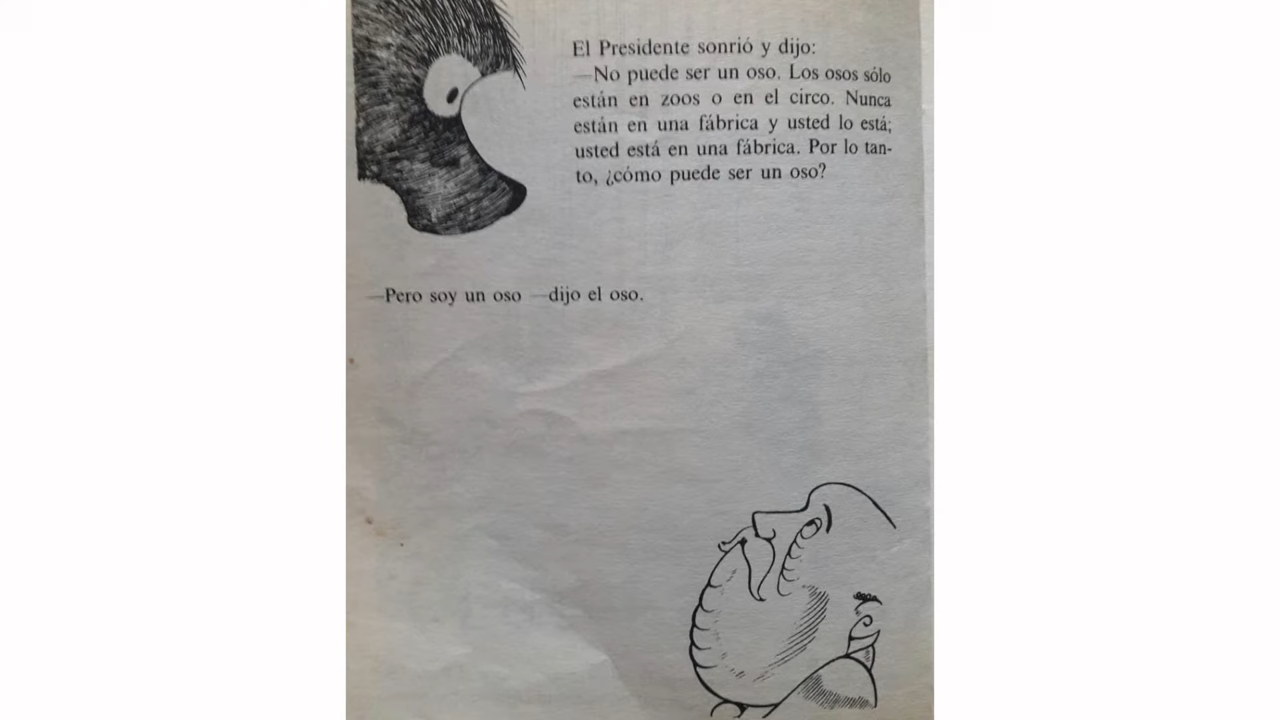 El Presidente sonrió y dijo:
—No puede ser un oso. Los osos sólo
están en zoos o en el circo. Nunca
están en una fábrica y usted lo está;
usted está en una fábrica. Por lo tan-
to, ¿cómo puede ser un oso?
—Pero soy un oso —dijo el oso.